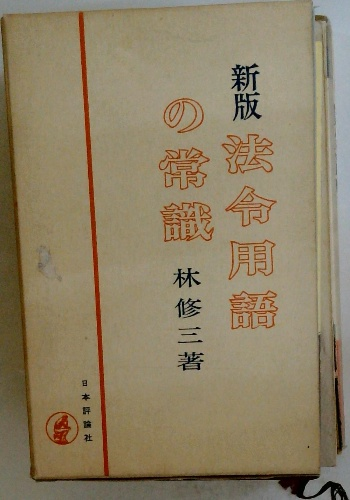 新版 法令用語
の常識
林修三著
日本評論社